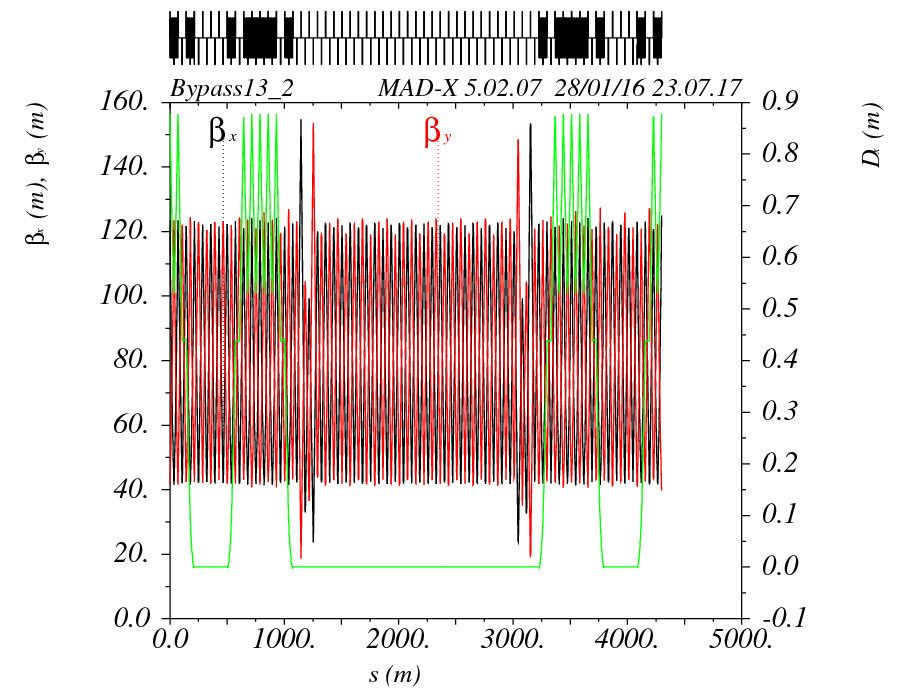 Bypass13_2 MAD-X 5.02.07 28/01/16 23.07.17
βx (m), βy (m
Dx (m)
160.
140.
120.
100.
80.
60.
40.
20.
0.0
βx
βy
0.9
0.8
0.7
0.6
0.5
0.4
0.3
0.2
0.1
0.0
-0.1
0.0 1000. 2000. 3000. 4000. 5000.
s (m)